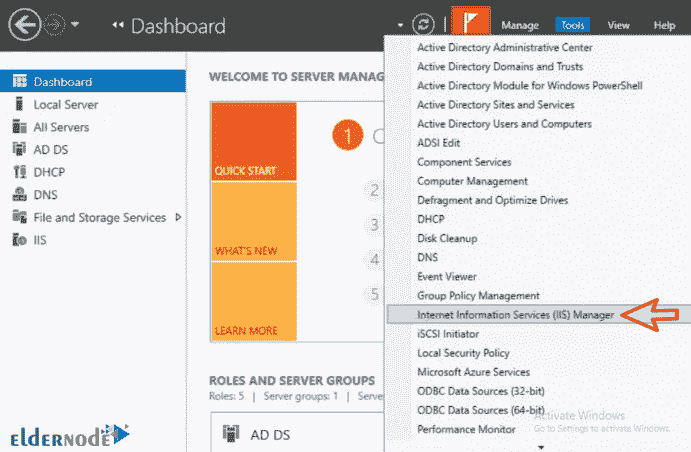 Dashboard
Manage Tools View Help
Dashboard
Local Server
All Servers
AD DS
DHCP
DNS
File and Storage Services
IIS
WELCOME TO SERVER MANA
QUICK START
WHAT'S NEW
LEARN MORE
1
2
3
4
5
ROLES AND SERVER GROUPS
Roles: 5 | Server groups: 1 |
AD DS
Active Directory Administrative Center
Active Directory Domains and Trusts
Active Directory Module for Windows PowerShell
Active Directory Sites and Services
Active Directory Users and Computers
ADSI Edit
Component Services
Computer Management
Defragment and Optimize Drives
DHCP
Disk Cleanup
DNS
Event Viewer
Group Policy Management
Internet Information Services (IIS) Manager
iSCSI Initiator
Local Security Policy
Microsoft Azure Services
ODBC Data Sources (32-bit)
ODBC Data Sources (64-bit)
Performance Monitor
Activate Windows
Go to Settings to activate Windows.
ELDERNODE